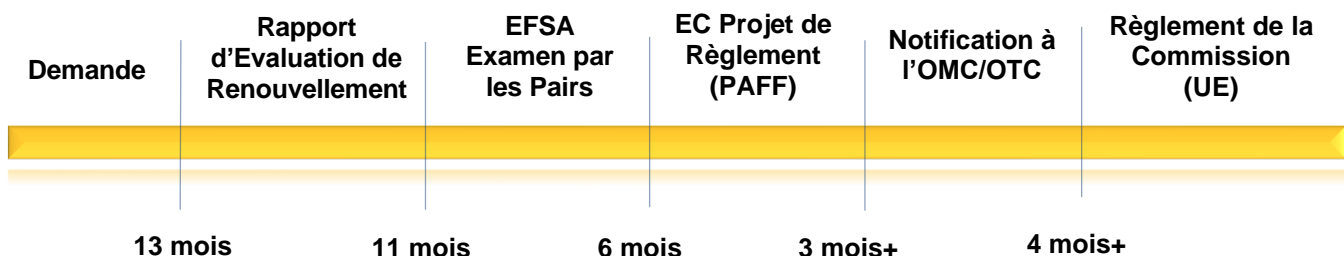 Demande
Rapport
d’Evaluation de
Renouvellement
EFSA
Examen par
les Pairs
EC Projet de
Règlement
(PAFF)
Notification à
l’OMC/OTC
Règlement de la
Commission
(UE)
13 mois
11 mois
6 mois
3 mois+
4 mois+